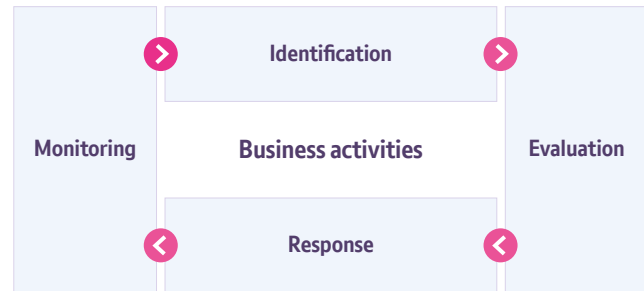 Identification
Monitoring
Business activities
Evaluation
Response